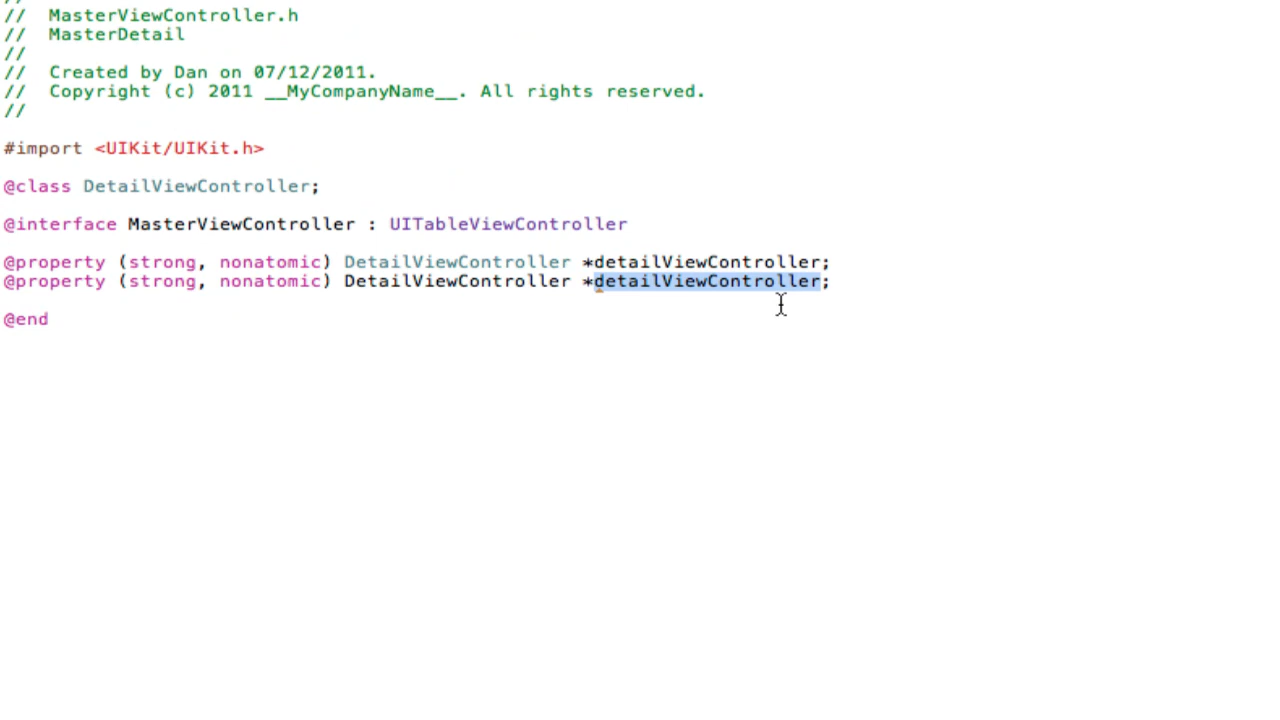 //
//  MasterViewController.h
//  MasterDetail
//
//  Created by Dan on 07/12/2011.
//  Copyright (c) 2011 __MyCompanyName__. All rights reserved.
//
#import <UIKit/UIKit.h>
@class DetailViewController;
@interface MasterViewController : UITableViewController
@property (strong, nonatomic) DetailViewController *detailViewController;
@property (strong, nonatomic) DetailViewController *detailViewController;
@end